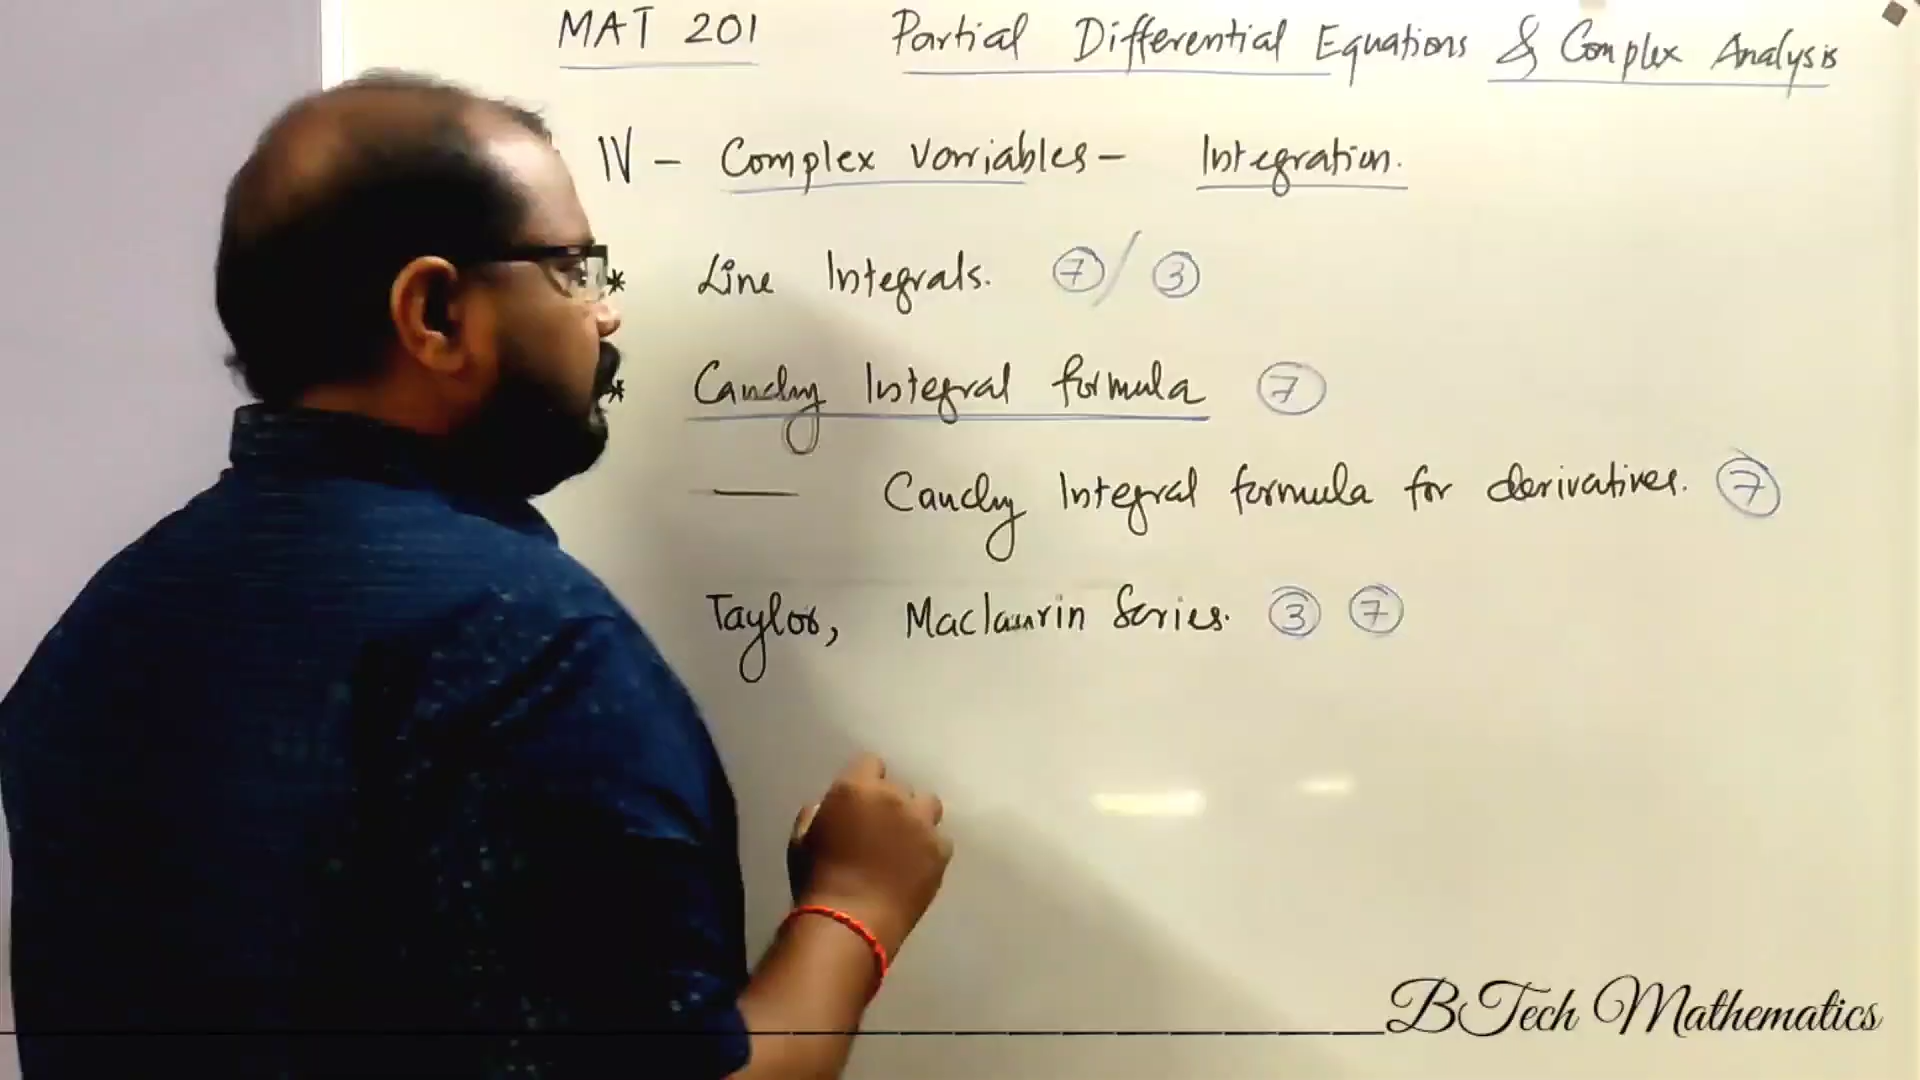 MAT 201 Partial Differential Equations & Complex Analysis
IV - Complex Variables - Integration.
* Line Integrals. 7 / 3
* Cauchy Integral formula 7
— Cauchy Integral formula for derivatives. 7
Taylor, Maclaurin Series. 3 7
BTech Mathematics